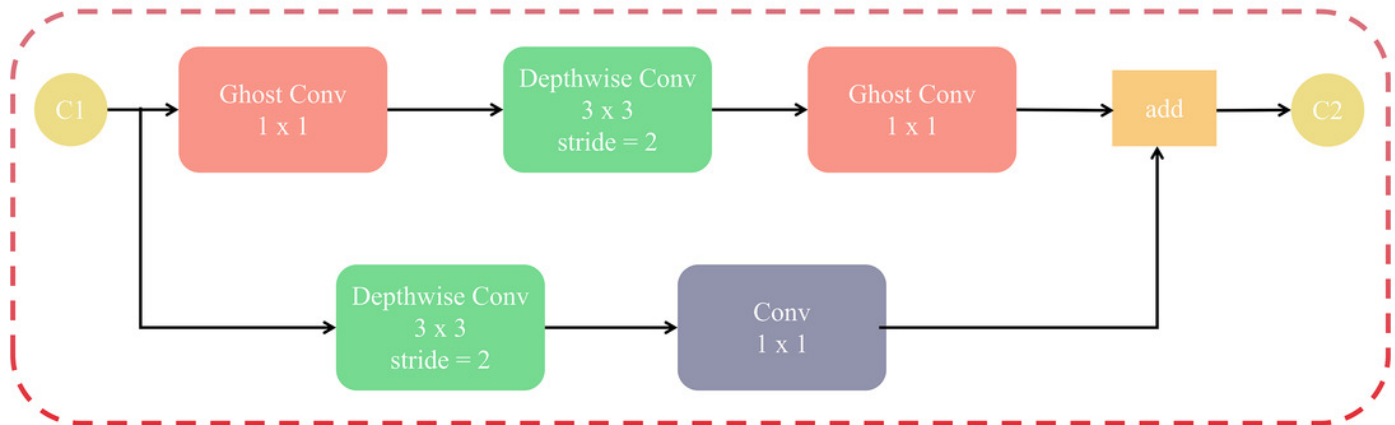 C1
Ghost Conv
1 x 1
Depthwise Conv
3 x 3
stride = 2
Ghost Conv
1 x 1
add
C2
Depthwise Conv
3 x 3
stride = 2
Conv
1 x 1